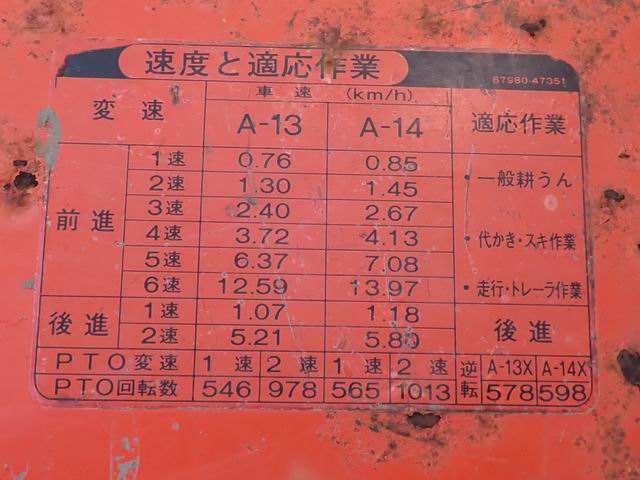 速度と適応作業
67980-47351
変速 車速 (km/h) 適応作業
A-13 A-14
前進 1速 0.76 0.85
2速 1.30 1.45 ・一般耕うん
3速 2.40 2.67
4速 3.72 4.13 ・代かき・スキ作業
5速 6.37 7.08
6速 12.59 13.97 ・走行・トレーラ作業
後進 1速 1.07 1.18 後進
2速 5.21 5.80
PTO変速 1速 2速 1速 2速 逆転 A-13X A-14X
PTO回転数 546 978 565 1013 578 598